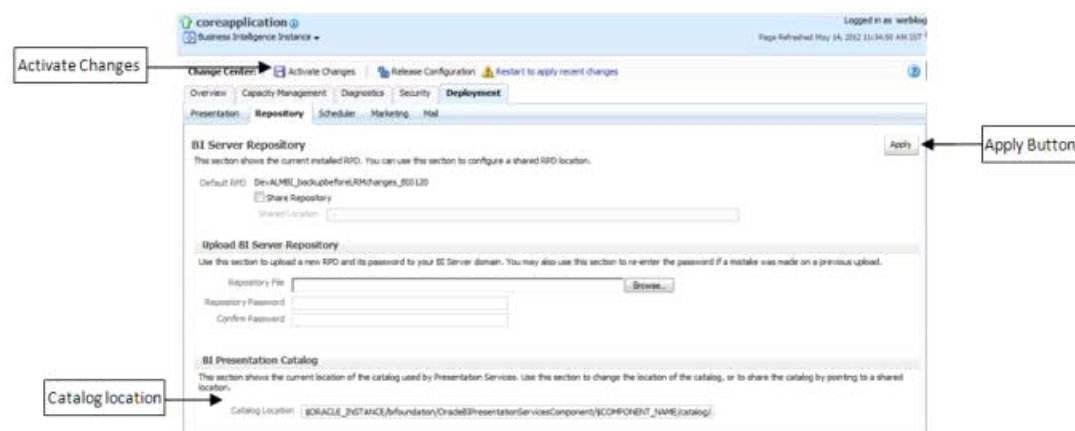 coreapplication
Logged in as weblog
Business Intelligence Instance
Page Refreshed May 14, 2012 11:34:50 AM IST
Activate Changes
Change Center: Activate Changes Release Configuration Restart to apply recent changes
Overview Capacity Management Diagnostics Security Deployment
Presentation Repository Scheduler Marketing Mail
BI Server Repository
Apply
Apply Button
This section shows the current installed RPD. You can use this section to configure a shared RPD location.
Default RPD DevALMBI_backupbeforeLRMchanges_BI0120
Share Repository
Shared Location
Upload BI Server Repository
Use this section to upload a new RPD and its password to your BI Server domain. You may also use this section to re-enter the password if a mistake was made on a previous upload.
Repository File Browse...
Repository Password
Confirm Password
BI Presentation Catalog
This section shows the current location of the catalog used by Presentation Services. Use this section to change the location of the catalog, or to share the catalog by pointing to a shared
location.
Catalog location
Catalog Location $ORACLE_INSTANCE/bifoundation/OracleBIPresentationServicesComponent/$COMPONENT_NAME/catalog/